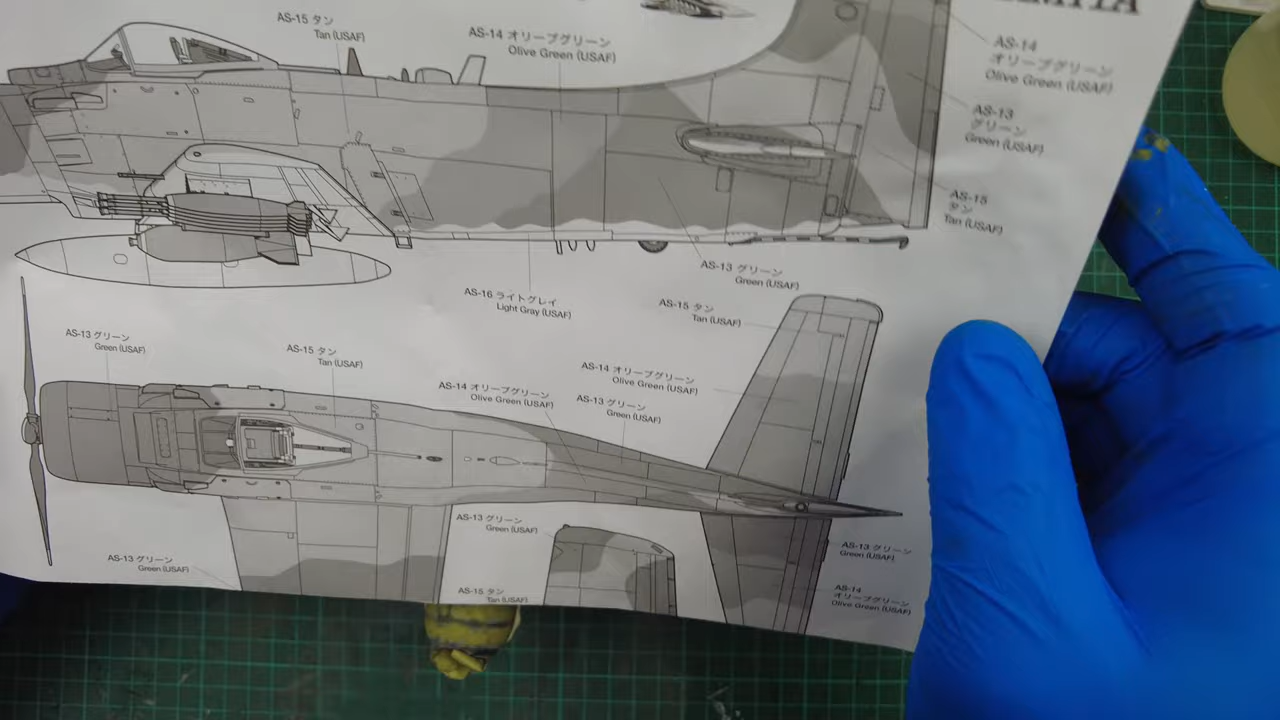 AS-15 タン
Tan (USAF)
AS-14 オリーブグリーン
Olive Green (USAF)
AS-14
オリーブグリーン
Olive Green (USAF)
AS-13
グリーン
Green (USAF)
AS-15
タン
Tan (USAF)
AS-13 グリーン
Green (USAF)
AS-16 ライトグレイ
Light Gray (USAF)
AS-15 タン
Tan (USAF)
AS-13 グリーン
Green (USAF)
AS-15 タン
Tan (USAF)
AS-14 オリーブグリーン
Olive Green (USAF)
AS-14 オリーブグリーン
Olive Green (USAF)
AS-13 グリーン
Green (USAF)
AS-13 グリーン
Green (USAF)
AS-13 グリーン
Green (USAF)
AS-13 グリーン
Green (USAF)
AS-15 タン
Tan (USAF)
AS-14
オリーブグリーン
Olive Green (USAF)